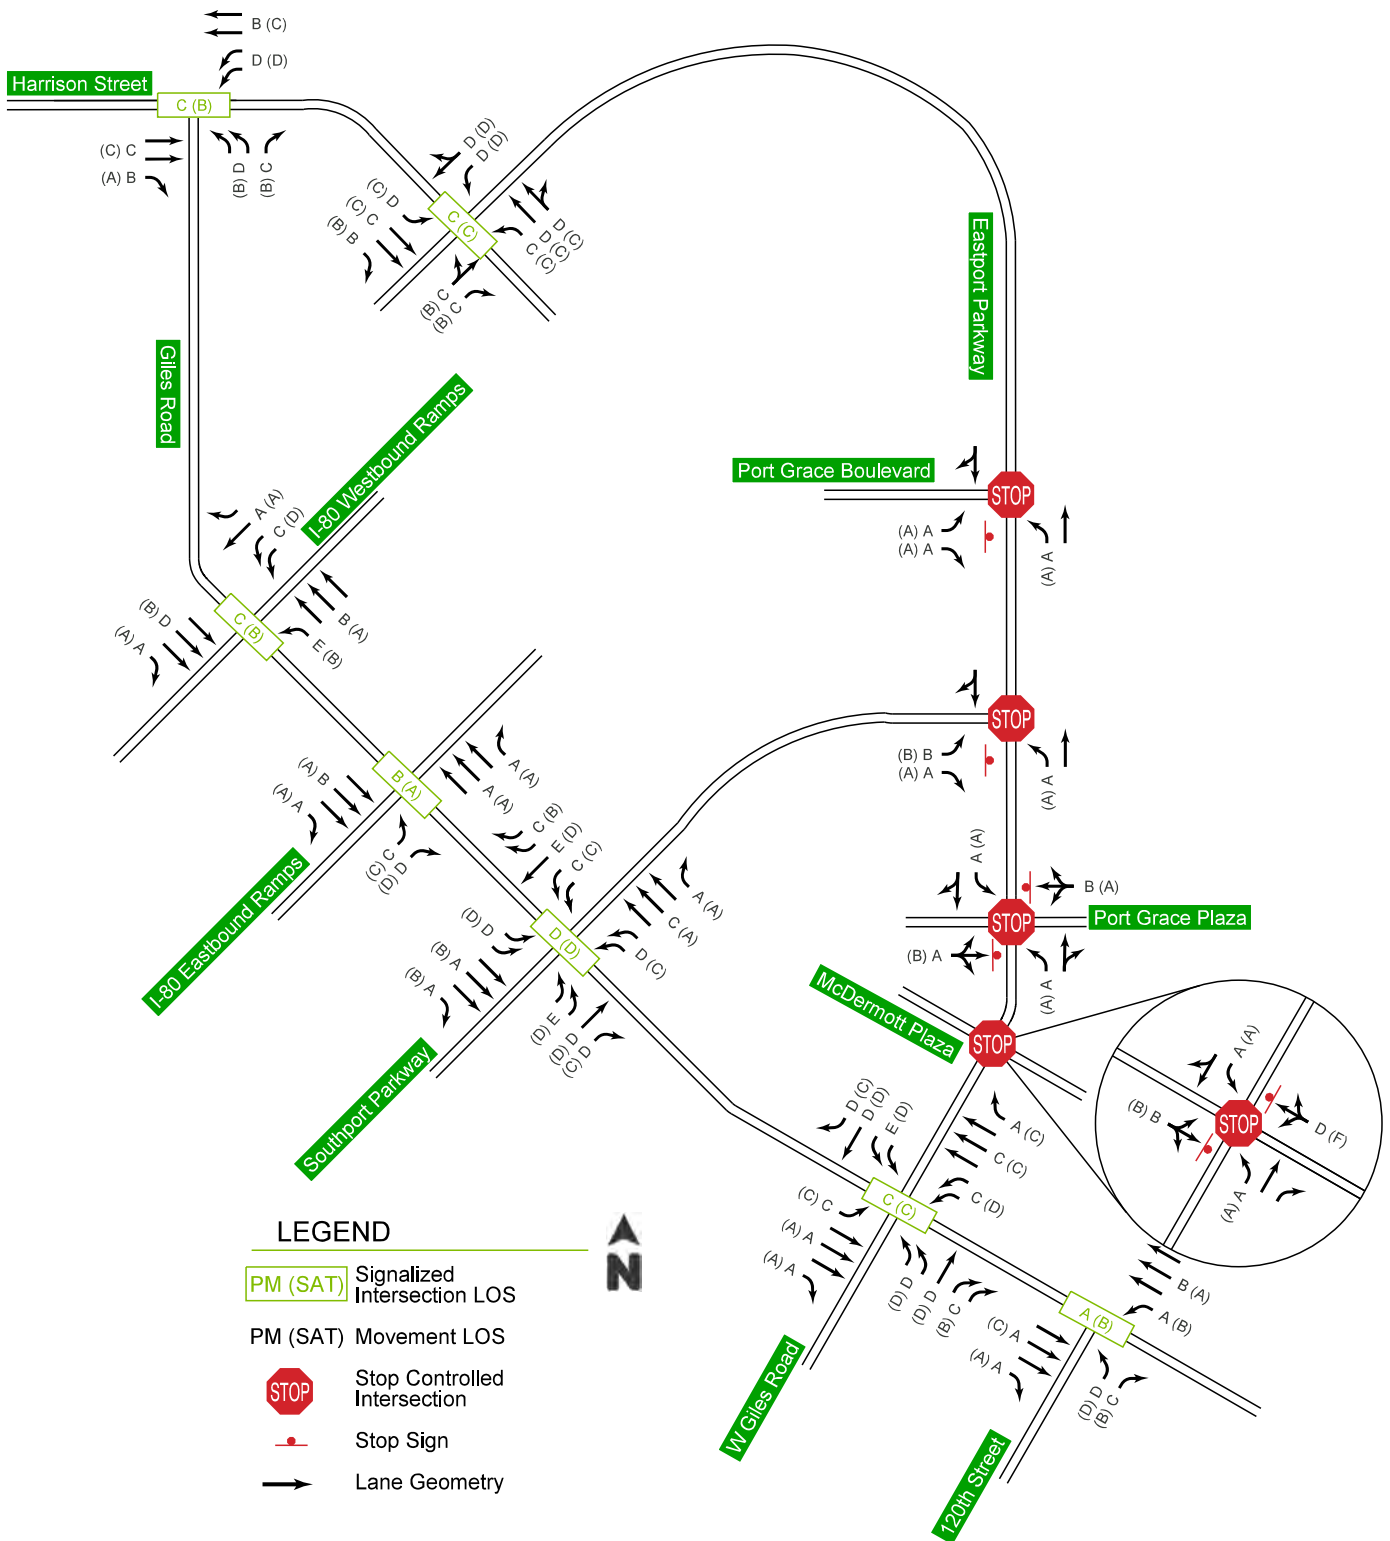 B (C)
D (D)
Harrison Street
C (B)
(C) C
(A) B
(B) D
(B) C
D (D)
D (D)
(C) D
(C) C
(B) B
C (C)
D (C)
D (C)
C (C)
(B) C
(B) C
Eastport Parkway
Giles Road
I-80 Westbound Ramps
Port Grace Boulevard
STOP
(A) A
(A) A
(A) A
A (A)
C (D)
C (B)
(B) D
(A) A
B (A)
E (B)
STOP
(B) B
(A) A
(A) A
(A) B
(A) A
B (A)
A (A)
A (A)
(C) C
(D) D
I-80 Eastbound Ramps
C (B)
E (D)
C (C)
A (A)
C (A)
D (C)
(D) D
(B) A
(B) A
D (D)
(D) E
(D) D
(C) D
Southport Parkway
A (A)
B (A)
STOP
Port Grace Plaza
(B) A
(A) A
McDermott Plaza
STOP
A (A)
(B) B
STOP
D (F)
(A) A
D (C)
D (D)
E (D)
A (C)
C (C)
C (D)
(C) C
(A) A
(A) A
C (C)
(D) D
(D) D
(B) C
W Giles Road
B (A)
A (B)
A (B)
(C) A
(A) A
(D) D
(B) C
120th Street
LEGEND
PM (SAT)
Signalized
Intersection LOS
PM (SAT) Movement LOS
STOP
Stop Controlled
Intersection
Stop Sign
Lane Geometry
N